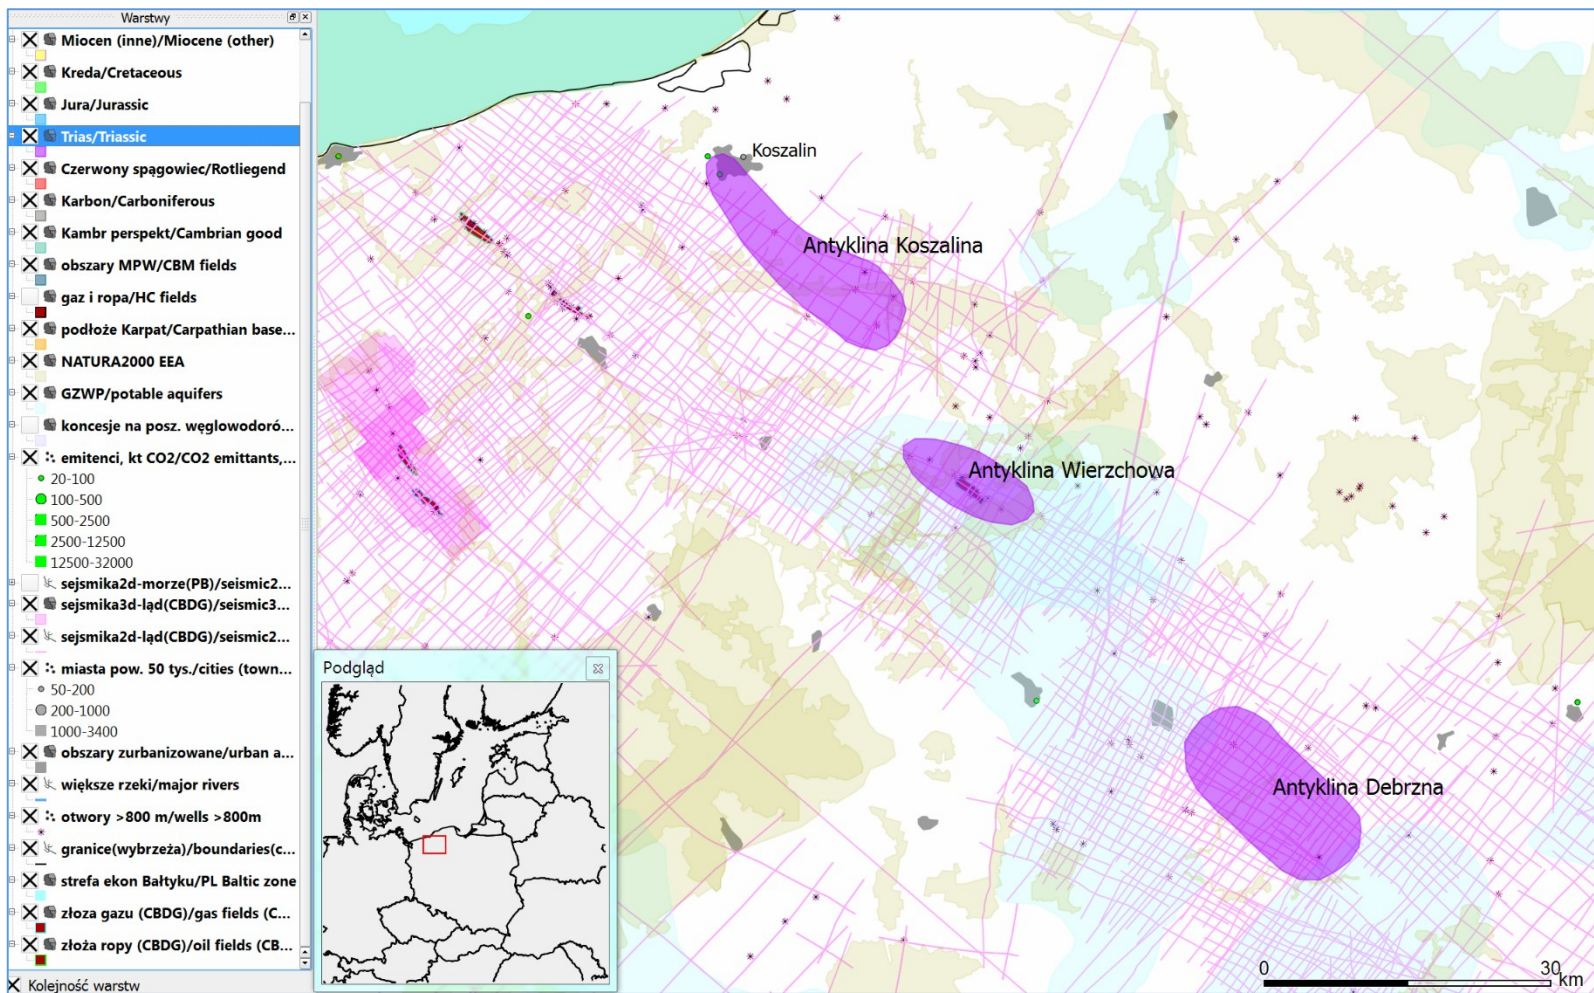 Warstwy
Miocen (inne)/Miocene (other)
Kreda/Cretaceous
Jura/Jurassic
Trias/Triassic
Czerwony spągowiec/Rotliegend
Karbon/Carboniferous
Kambr perspekt/Cambrian good
obszary MPW/CBM fields
gaz i ropa/HC fields
podłoże Karpat/Carpathian base...
NATURA2000 EEA
GZWP/potable aquifers
koncesje na posz. węglowodoró...
emitenci, kt CO2/CO2 emittants,...
20-100
100-500
500-2500
2500-12500
12500-32000
sejsmika2d-morze(PB)/seismic2...
sejsmika3d-ląd(CBDG)/seismic3...
sejsmika2d-ląd(CBDG)/seismic2...
miasta pow. 50 tys./cities (town...
50-200
200-1000
1000-3400
obszary zurbanizowane/urban a...
większe rzeki/major rivers
otwory >800 m/wells >800m
granice(wybrzeża)/boundaries(c...
strefa ekon Bałtyku/PL Baltic zone
złoza gazu (CBDG)/gas fields (C...
złoża ropy (CBDG)/oil fields (CB...
Kolejność warstw
Koszalin
Antyklina Koszalina
Antyklina Wierzchowa
Antyklina Debrzna
Podgląd
0 30 km